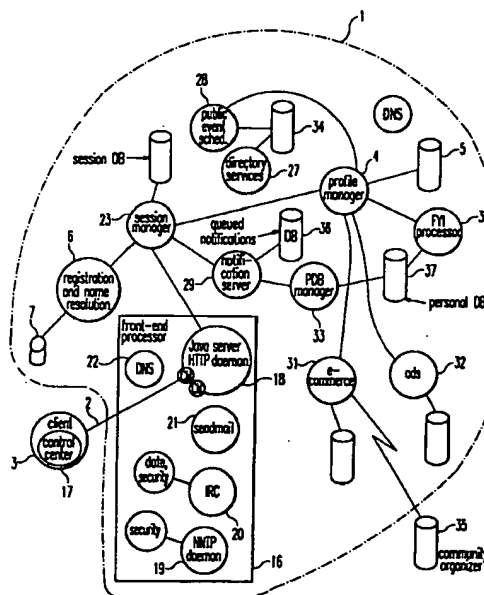 1
28
public
event
sched.
34
DNS
session DB
directory
services
27
4
5
profile
manager
23
session
manager
queued
notifications
DB
36
FYI
processor
6
registration
and name
resolution
29
notifi-
cation
server
PDB
manager
33
37
personal DB
7
front-end
processor
22
DNS
Java server
HTTP daemon
18
31
e-
commerce
ads
32
2
client
control
center
3
17
21
sendmail
data,
security
IRC
20
security
NNTP
daemon
19
16
35
community
organizer